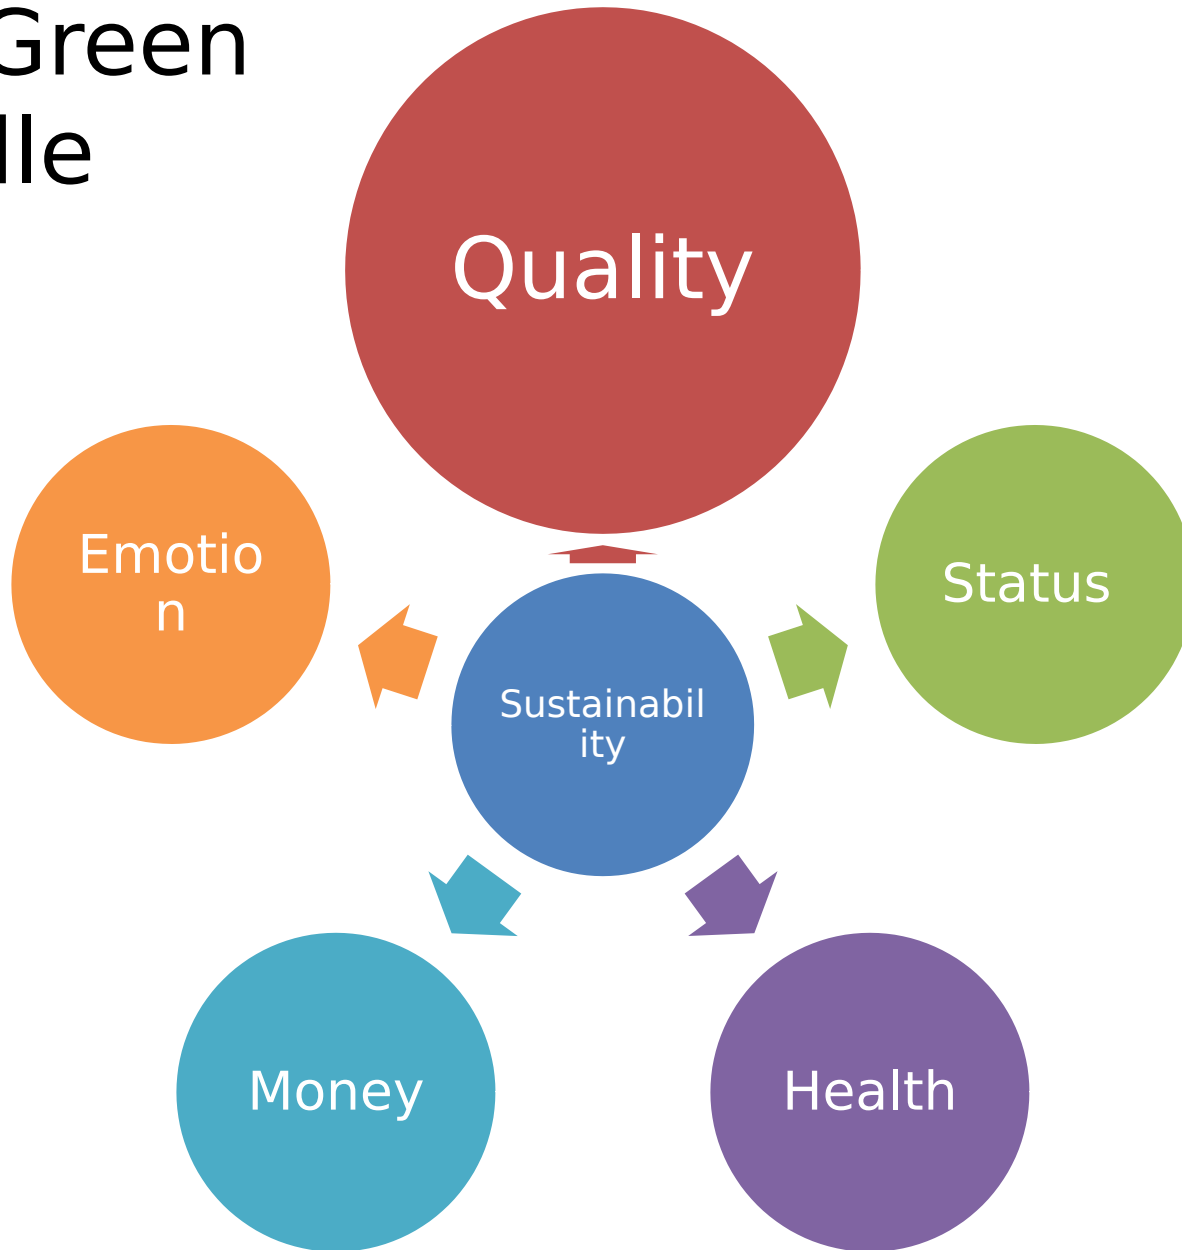 Green
lle
Quality
Emotio
n
Status
Sustainabil
ity
Money
Health